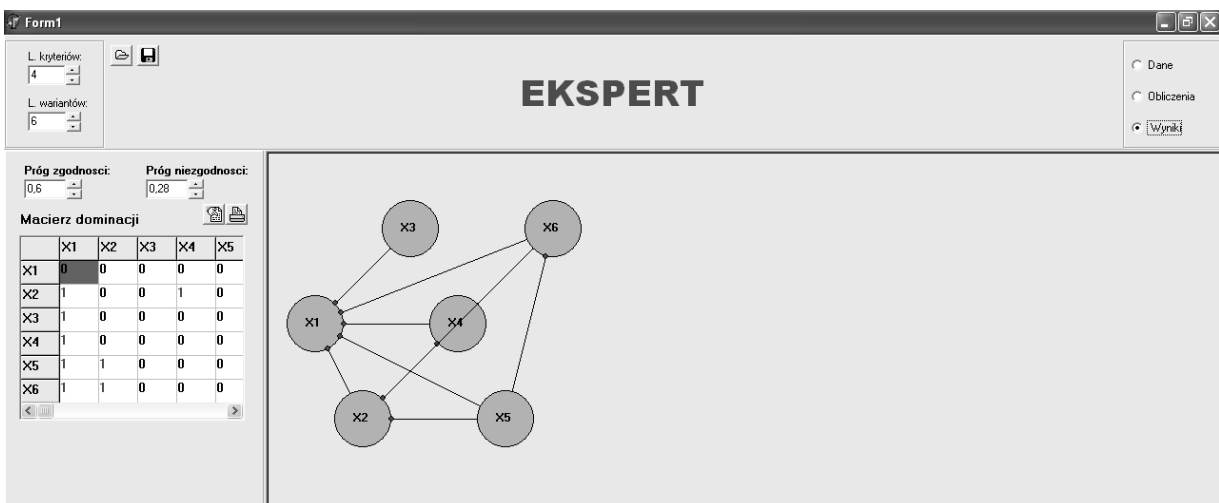 Form1
L. kryteriów:
4
L. wariantów:
6
EKSPERT
Dane
Obliczenia
Wyniki
Próg zgodnosci: Próg niezgodnosci:
0,6 0,28
Macierz dominacji
X1 X2 X3 X4 X5
X1 0 0 0 0 0
X2 1 0 0 1 0
X3 1 0 0 0 0
X4 1 0 0 0 0
X5 1 1 0 0 0
X6 1 1 0 0 0
X3 X6
X1 X4
X2 X5